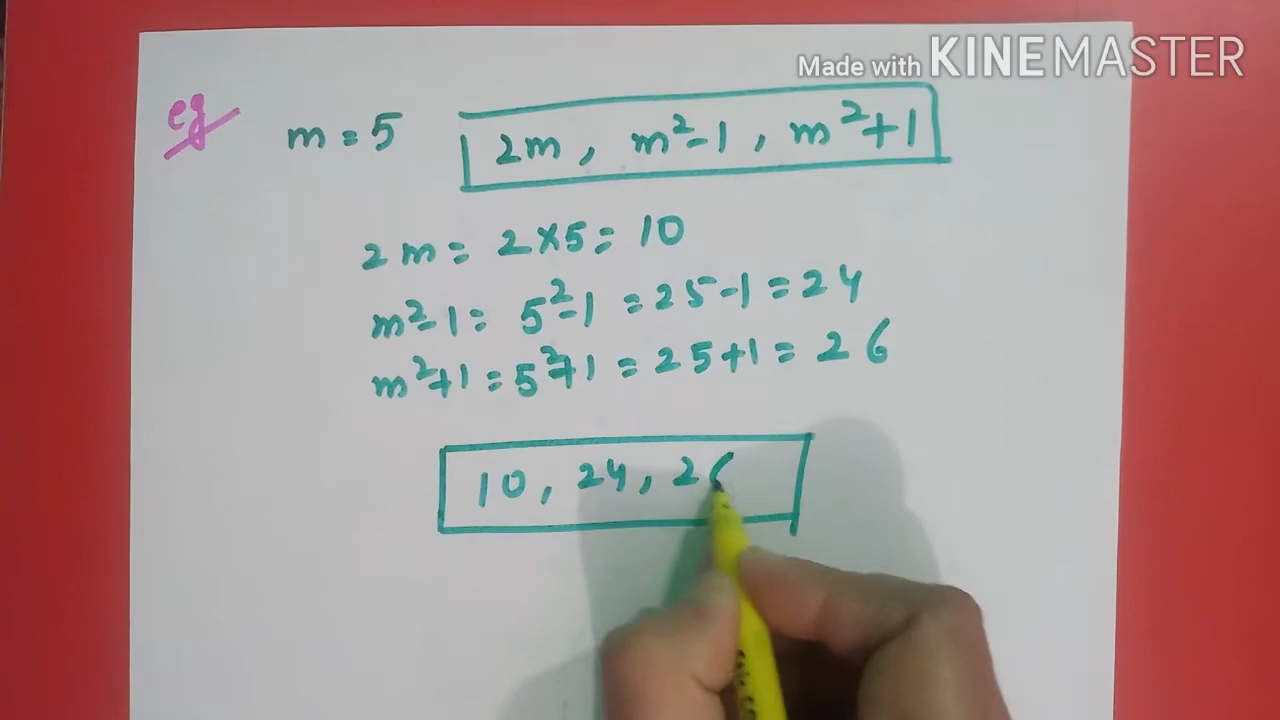 Made with KINEMASTER
eg m = 5 2m, m²-1, m²+1
2m = 2×5 = 10
m²-1 = 5²-1 = 25-1 = 24
m²+1 = 5²+1 = 25+1 = 26
10, 24, 26